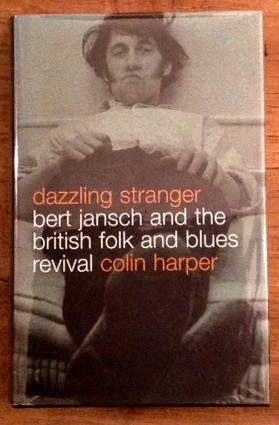 dazzling stranger
bert jansch and the
british folk and blues
revival colin harper